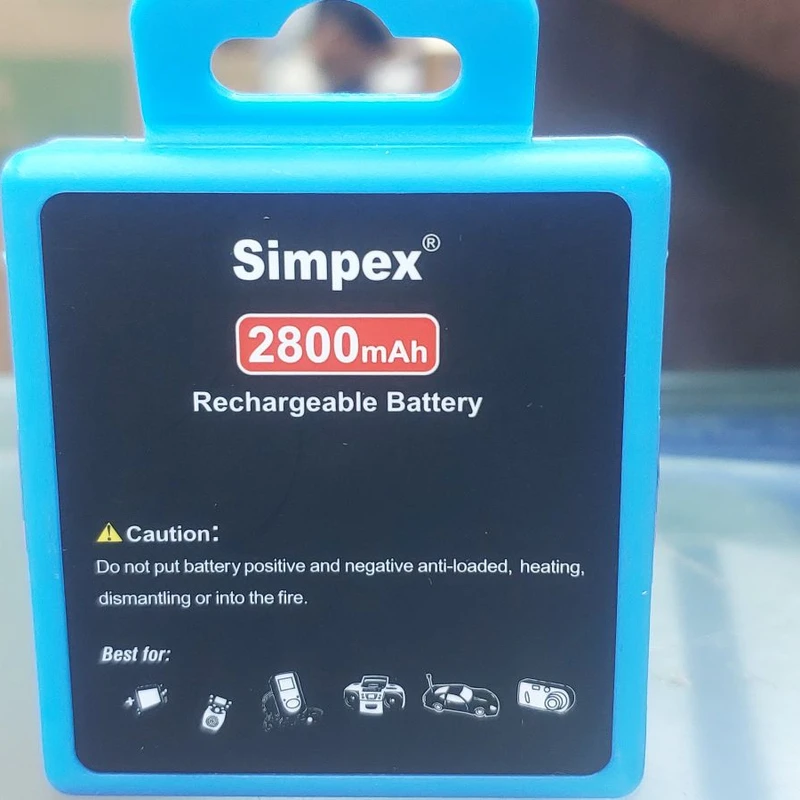 Simpex®
2800mAh
Rechargeable Battery
Caution:
Do not put battery positive and negative anti-loaded, heating,
dismantling or into the fire.
Best for: